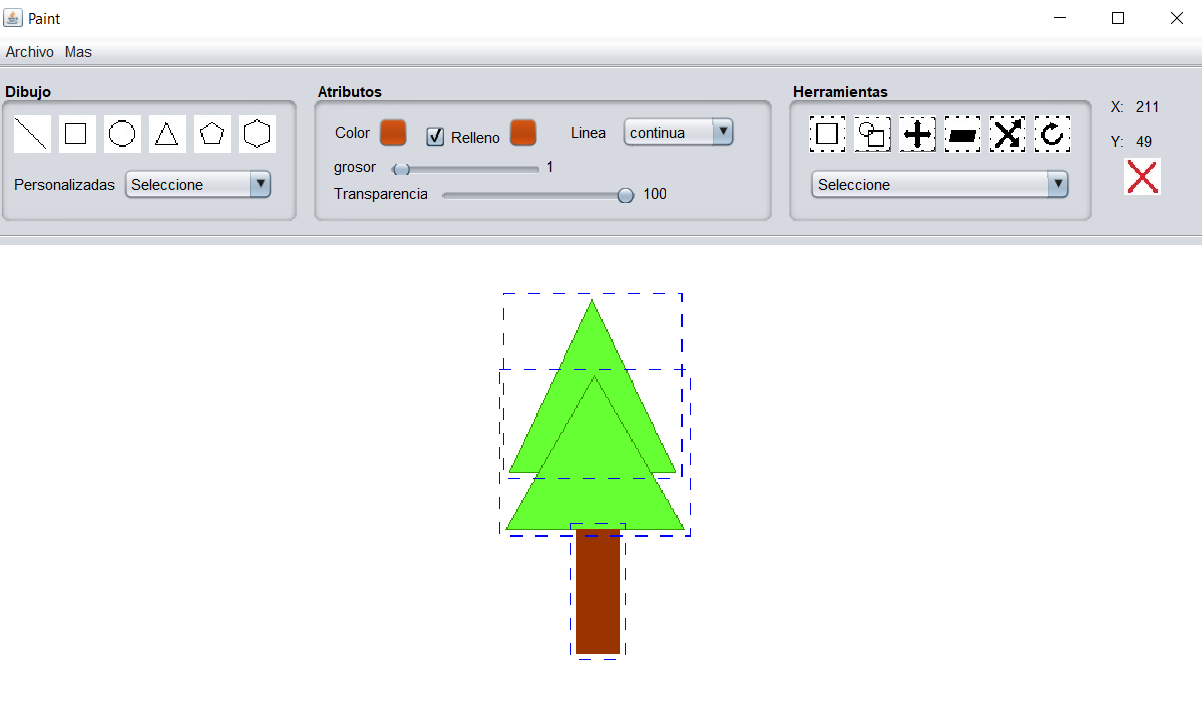 Paint
Archivo Mas
Dibujo
Personalizadas Seleccione
Atributos
Color Relleno Linea continua
grosor 1
Transparencia 100
Herramientas
Seleccione
X: 211
Y: 49